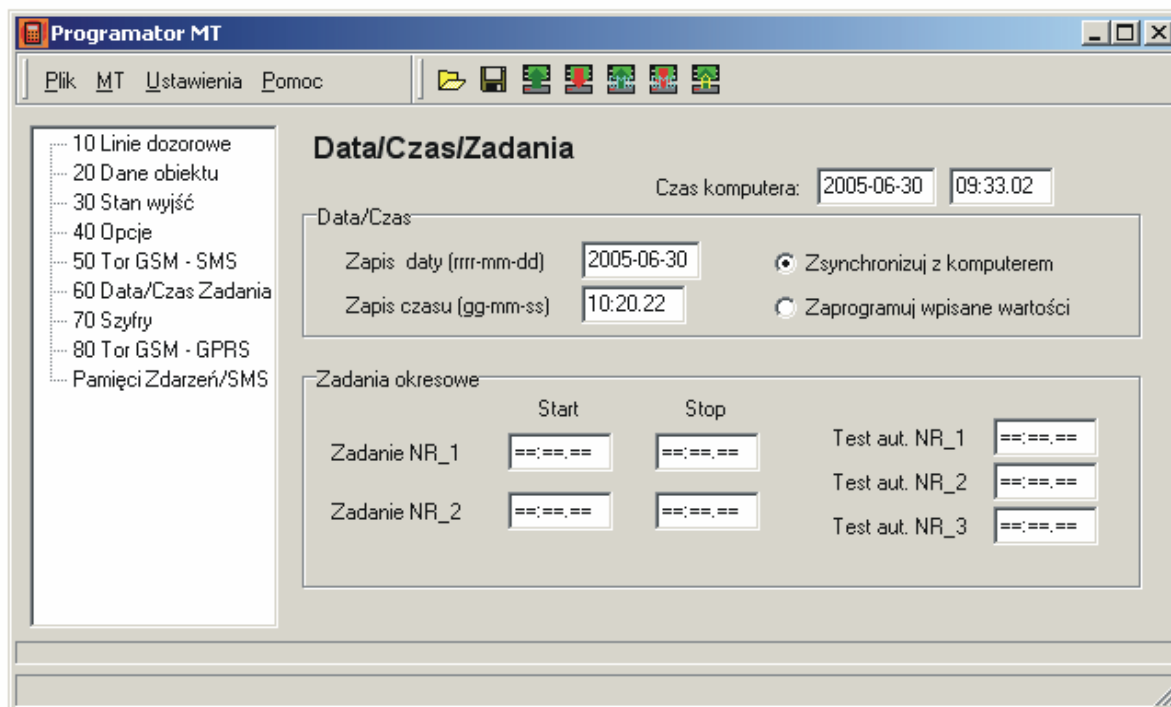 Programator MT
Plik MT Ustawienia Pomoc
10 Linie dozorowe
20 Dane obiektu
30 Stan wyjść
40 Opcje
50 Tor GSM - SMS
60 Data/Czas Zadania
70 Szyfry
80 Tor GSM - GPRS
Pamięci Zdarzeń/SMS
Data/Czas/Zadania
Czas komputera: 2005-06-30 09:33.02
Data/Czas
Zapis daty (rrrr-mm-dd) 2005-06-30 Zsynchronizuj z komputerem
Zapis czasu (gg-mm-ss) 10:20.22 Zaprogramuj wpisane wartości
Zadania okresowe
Start Stop
Zadanie NR_1 ==:==.== ==:==.==
Zadanie NR_2 ==:==.== ==:==.==
Test aut. NR_1 ==:==.==
Test aut. NR_2 ==:==.==
Test aut. NR_3 ==:==.==